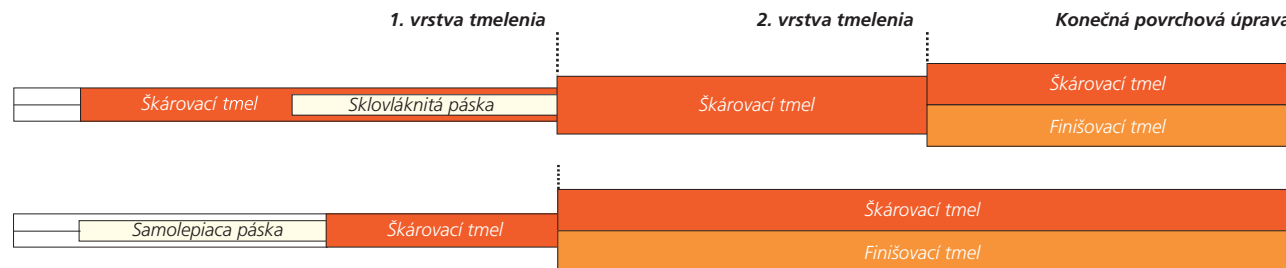 1. vrstva tmelenia
2. vrstva tmelenia
Konečná povrchová úprava
Škárovací tmel
Sklovláknitá páska
Škárovací tmel
Škárovací tmel
Finišovací tmel
Samolepiaca páska
Škárovací tmel
Škárovací tmel
Finišovací tmel